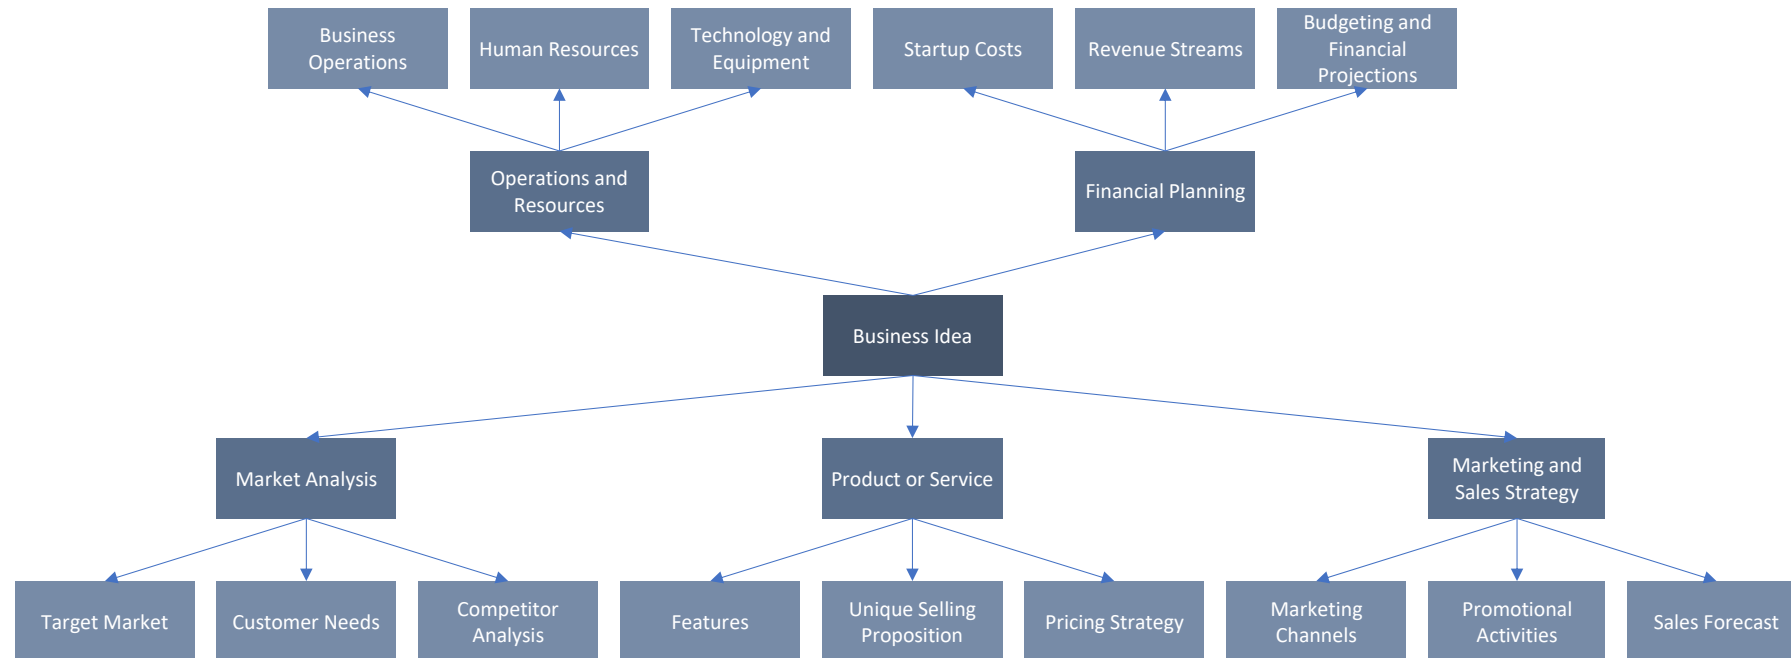 Business
Operations
Human Resources
Technology and
Equipment
Startup Costs
Revenue Streams
Budgeting and
Financial
Projections
Operations and
Resources
Financial Planning
Business Idea
Market Analysis
Product or Service
Marketing and
Sales Strategy
Target Market
Customer Needs
Competitor
Analysis
Features
Unique Selling
Proposition
Pricing Strategy
Marketing
Channels
Promotional
Activities
Sales Forecast